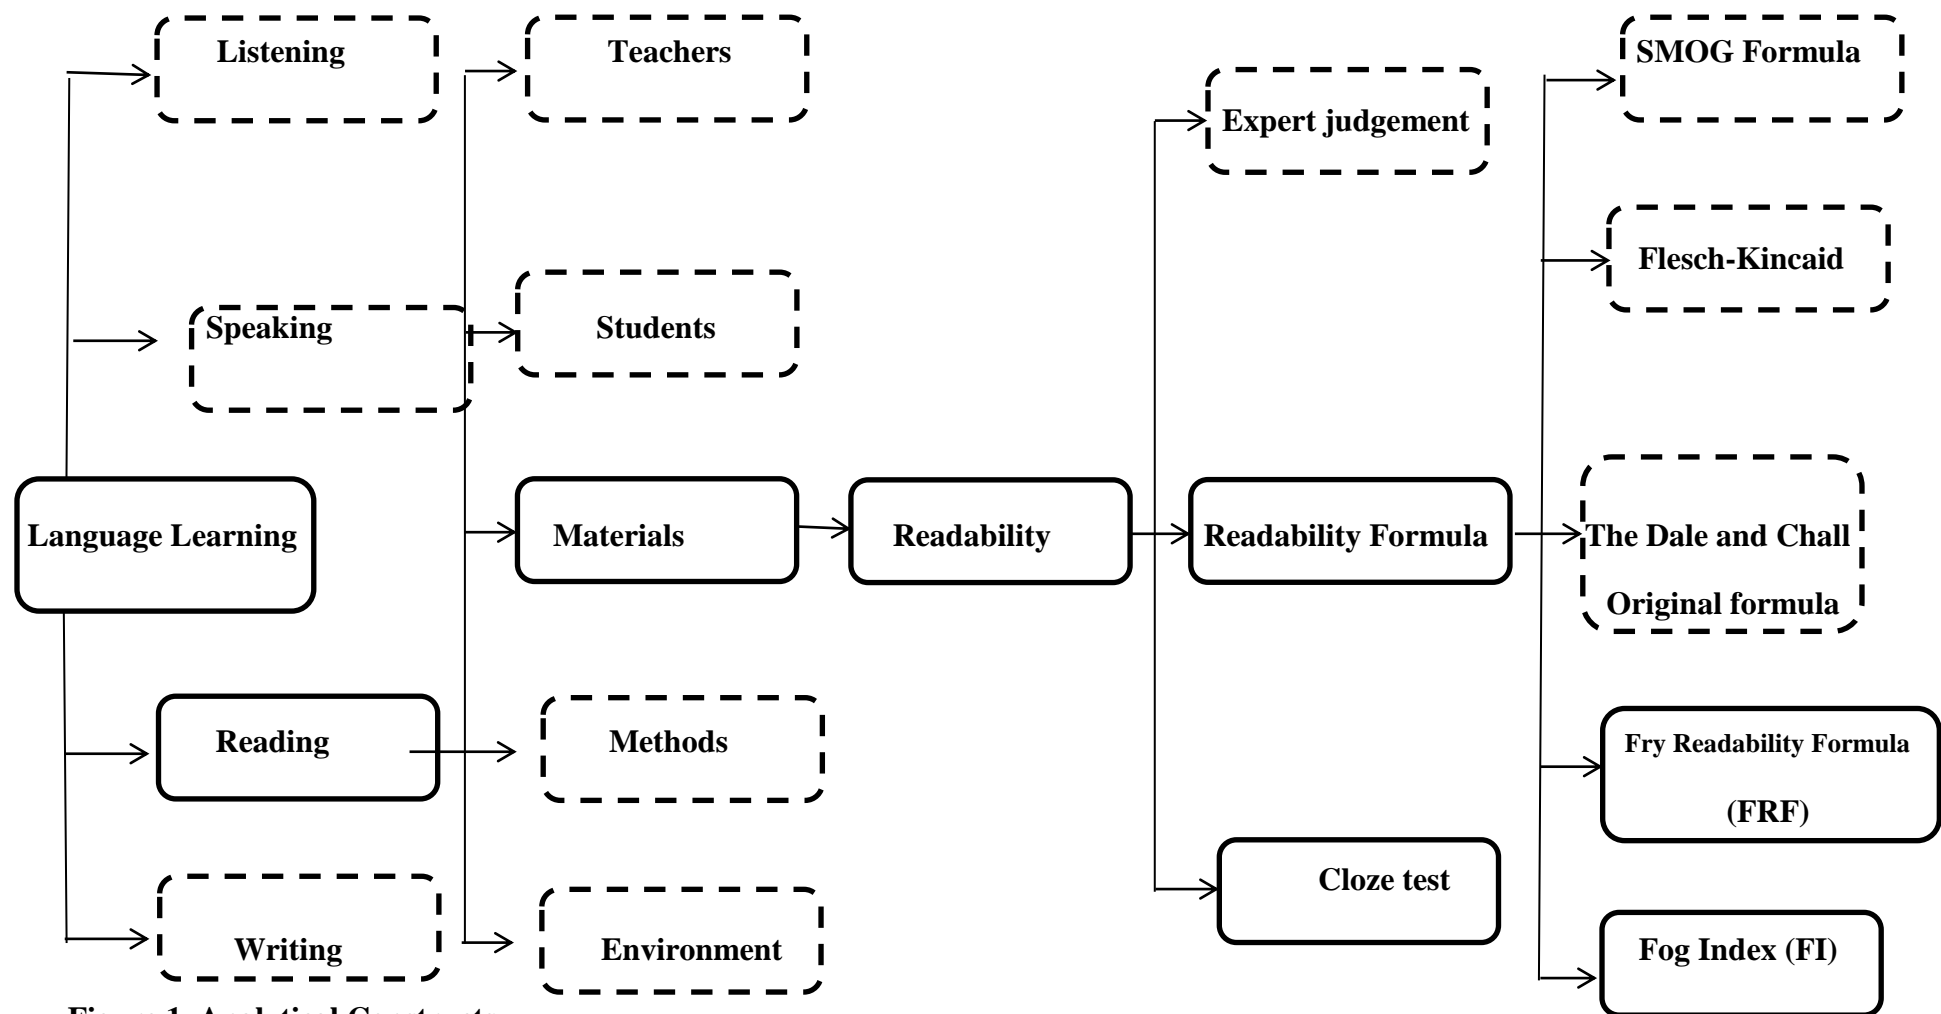 Listening
Teachers
SMOG Formula
Expert judgement
Flesch-Kincaid
Speaking
Students
Language Learning
Materials
Readability
Readability Formula
The Dale and Chall
Original formula
Reading
Methods
Fry Readability Formula
(FRF)
Cloze test
Writing
Environment
Fog Index (FI)